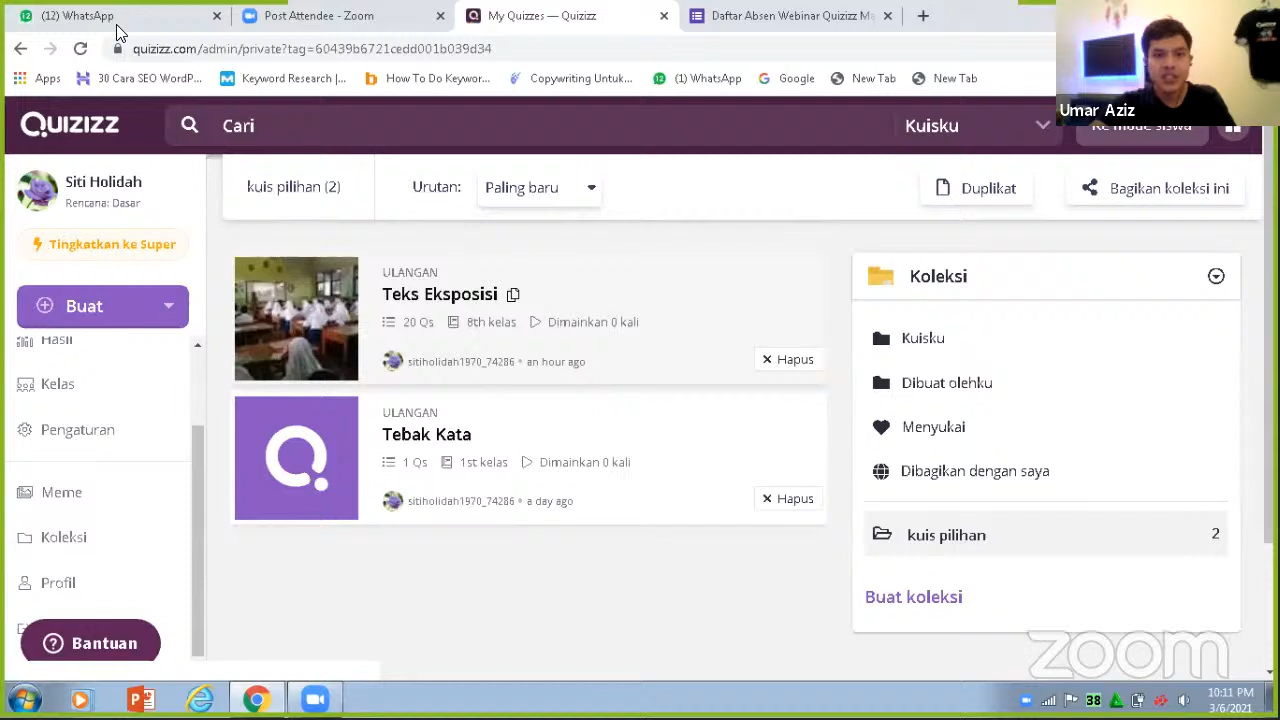 (12) WhatsApp
Post Attendee - Zoom
My Quizzes — Quizizz
Daftar Absen Webinar Quizizz M
quizizz.com/admin/private?tag=60439b6721cedd001b039d34
Apps
30 Cara SEO WordP...
Keyword Research |...
How To Do Keywor...
Copywriting Untuk...
(1) WhatsApp
Google
New Tab
New Tab
Umar Aziz
QUIZIZZ
Cari
Kuisku
Ke mode siswa
Siti Holidah
Rencana: Dasar
Tingkatkan ke Super
Buat
Hasil
Kelas
Pengaturan
Meme
Koleksi
Profil
Bantuan
kuis pilihan (2)
Urutan:
Paling baru
Duplikat
Bagikan koleksi ini
ULANGAN
Teks Eksposisi
20 Qs 8th kelas Dimainkan 0 kali
sitiholidah1970_74286 • an hour ago
Hapus
ULANGAN
Tebak Kata
1 Qs 1st kelas Dimainkan 0 kali
sitiholidah1970_74286 • a day ago
Hapus
Koleksi
Kuisku
Dibuat olehku
Menyukai
Dibagikan dengan saya
kuis pilihan 2
Buat koleksi
zoom
38
10:11 PM
3/6/2021